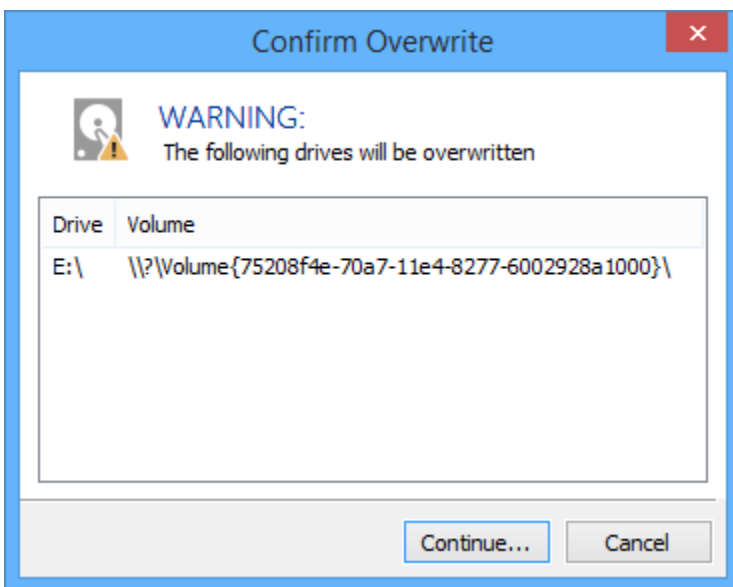 Confirm Overwrite
WARNING:
The following drives will be overwritten
Drive Volume
E:\ \\?\Volume{75208f4e-70a7-11e4-8277-6002928a1000}\
Continue... Cancel